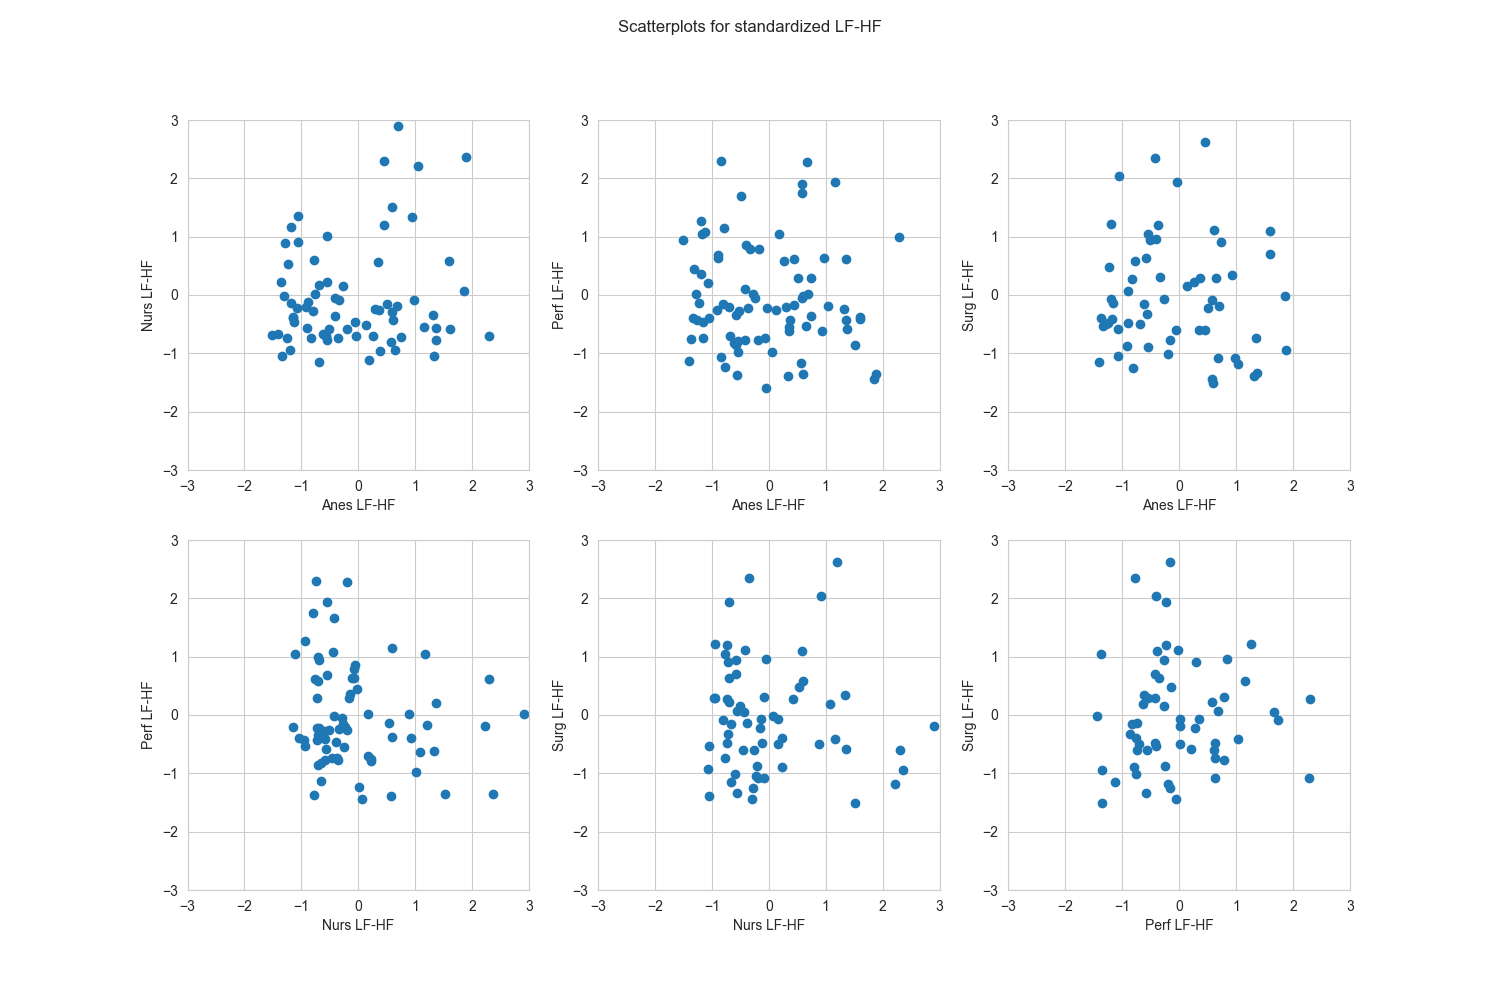 Scatterplots for standardized LF-HF
3
2
1
0
−1
−2
−3
Nurs LF-HF
−3 −2 −1 0 1 2 3
Anes LF-HF
3
2
1
0
−1
−2
−3
Perf LF-HF
−3 −2 −1 0 1 2 3
Anes LF-HF
3
2
1
0
−1
−2
−3
Surg LF-HF
−3 −2 −1 0 1 2 3
Anes LF-HF
3
2
1
0
−1
−2
−3
Perf LF-HF
−3 −2 −1 0 1 2 3
Nurs LF-HF
3
2
1
0
−1
−2
−3
Surg LF-HF
−3 −2 −1 0 1 2 3
Nurs LF-HF
3
2
1
0
−1
−2
−3
Surg LF-HF
−3 −2 −1 0 1 2 3
Perf LF-HF